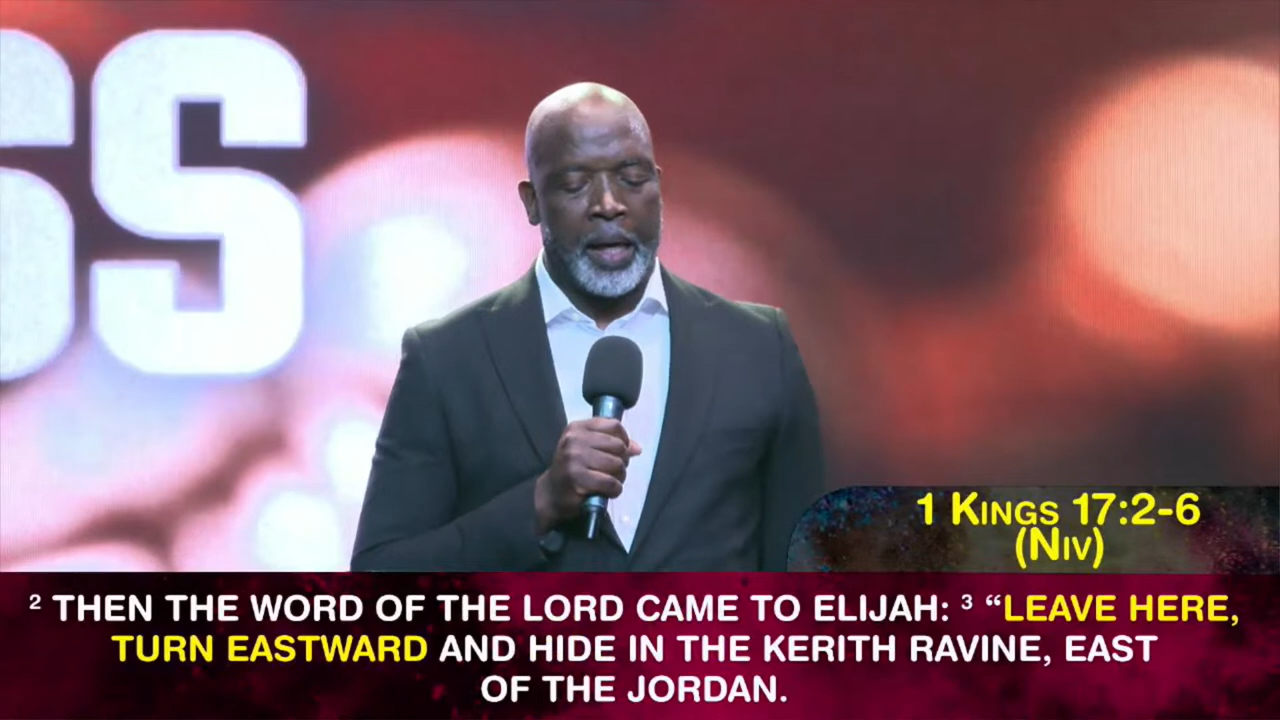 SS
1 KINGS 17:2-6
(NIV)
² THEN THE WORD OF THE LORD CAME TO ELIJAH: ³ “LEAVE HERE,
TURN EASTWARD AND HIDE IN THE KERITH RAVINE, EAST
OF THE JORDAN.